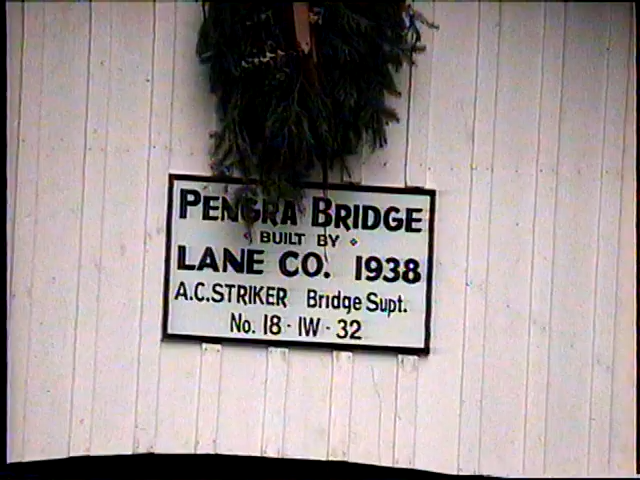 PENGRA BRIDGE
BUILT BY
LANE CO. 1938
A.C.STRIKER Bridge Supt.
No. 18 - IW - 32